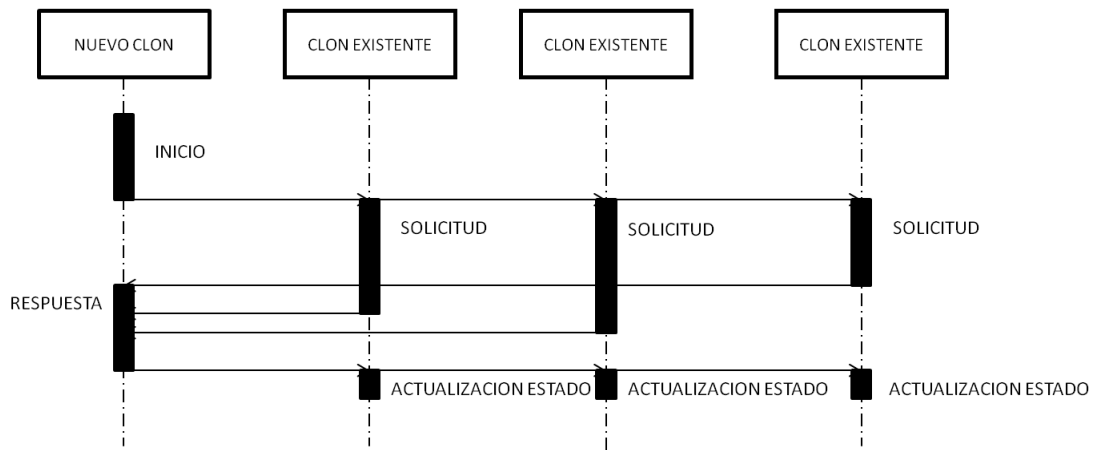 NUEVO CLON
CLON EXISTENTE
CLON EXISTENTE
CLON EXISTENTE
INICIO
SOLICITUD
SOLICITUD
SOLICITUD
RESPUESTA
ACTUALIZACION ESTADO
ACTUALIZACION ESTADO
ACTUALIZACION ESTADO